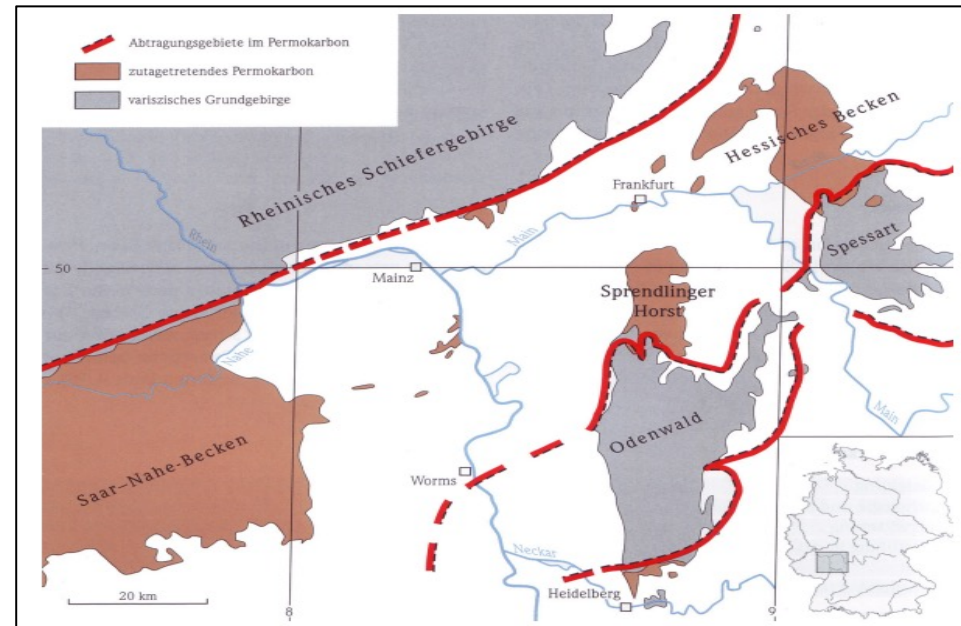 Abtragungsgebiete im Permokarbon
zutagetretendes Permokarbon
variszisches Grundgebirge
Rheinisches Schiefergebirge
Hessisches Becken
Frankfurt
Spessart
Rhein
Main
50
Mainz
Sprendlinger
Horst
Nahe
Main
Odenwald
Saar-Nahe-Becken
Worms
Neckar
20 km
8
Heidelberg
9